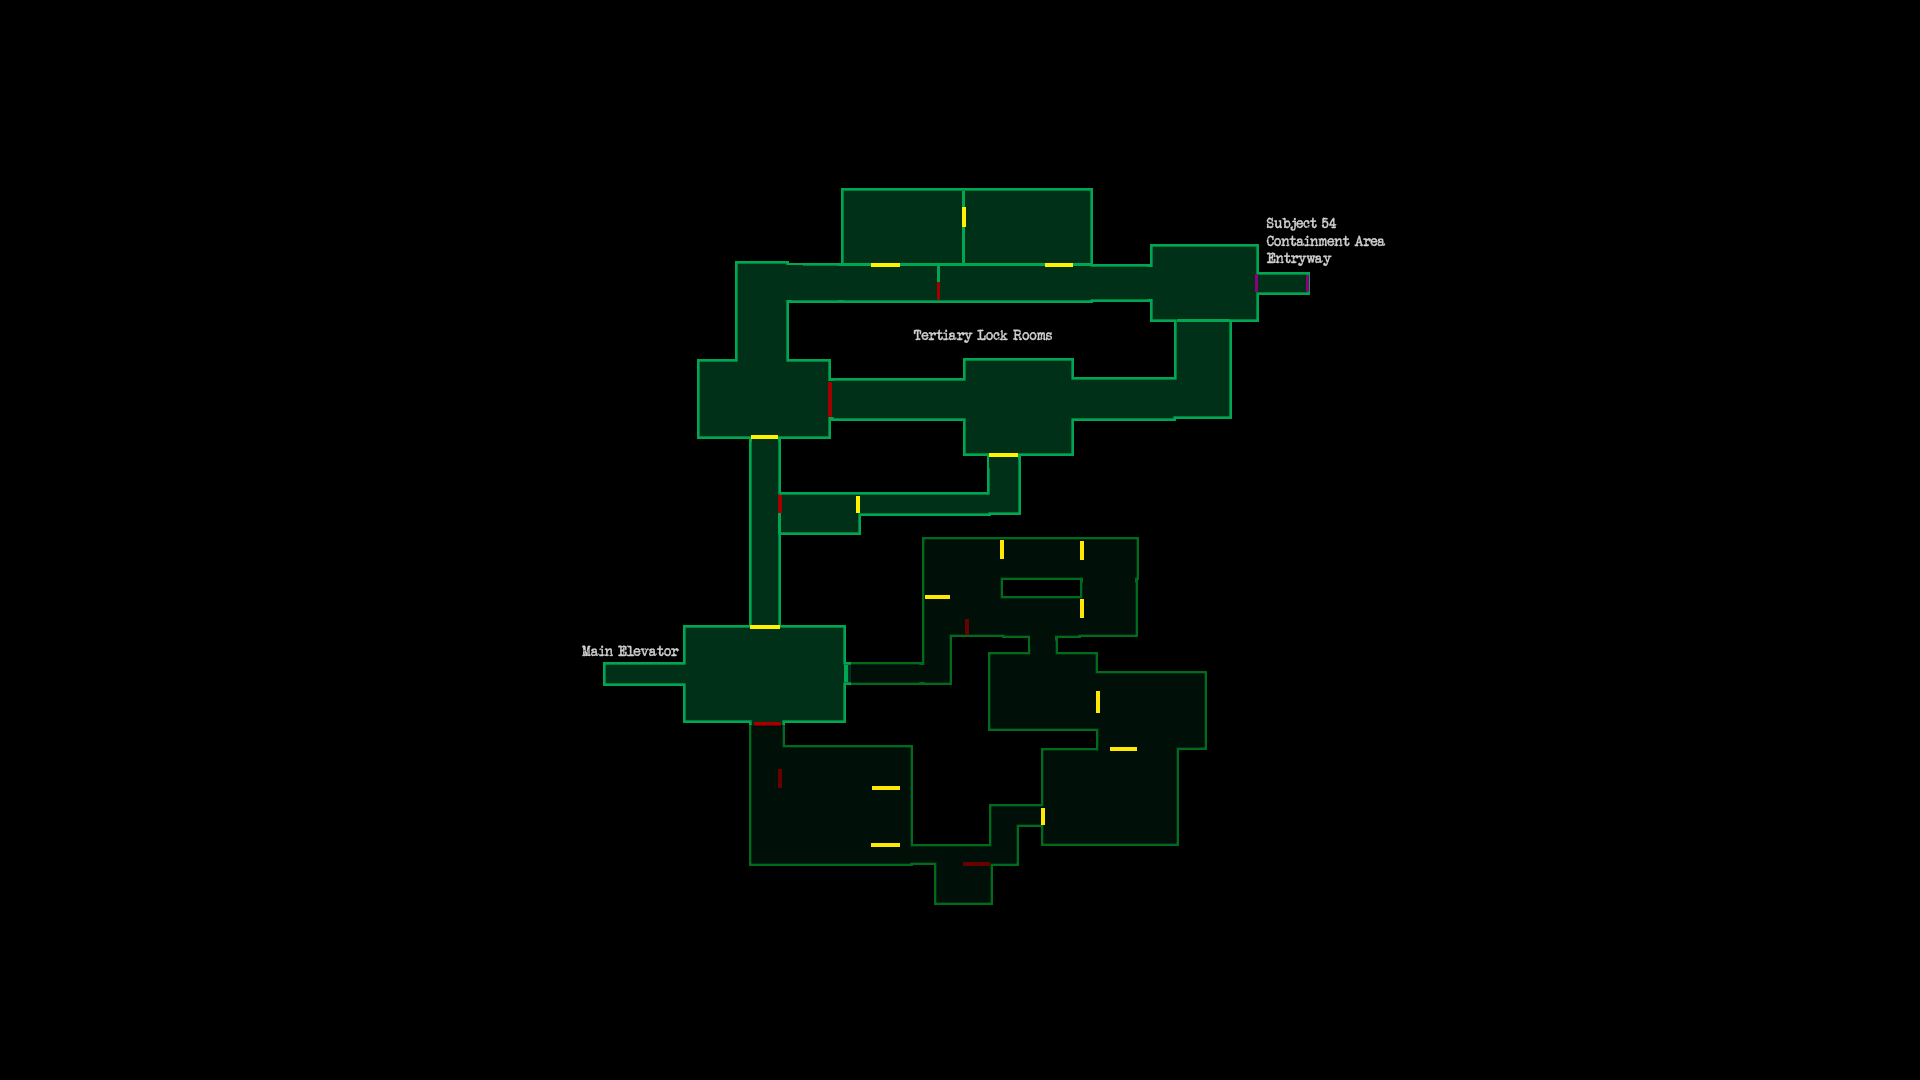 Subject 54
Containment Area
Entryway
Tertiary Lock Rooms
Main Elevator